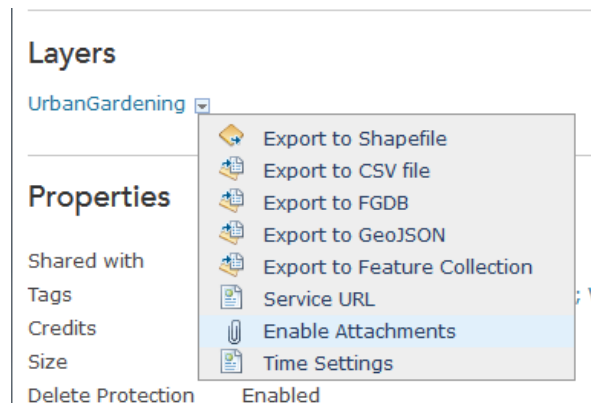 Layers
UrbanGardening
Export to Shapefile
Export to CSV file
Export to FGDB
Export to GeoJSON
Export to Feature Collection
Service URL
Enable Attachments
Time Settings
Properties
Shared with
Tags
;
Credits
Size
Delete Protection Enabled